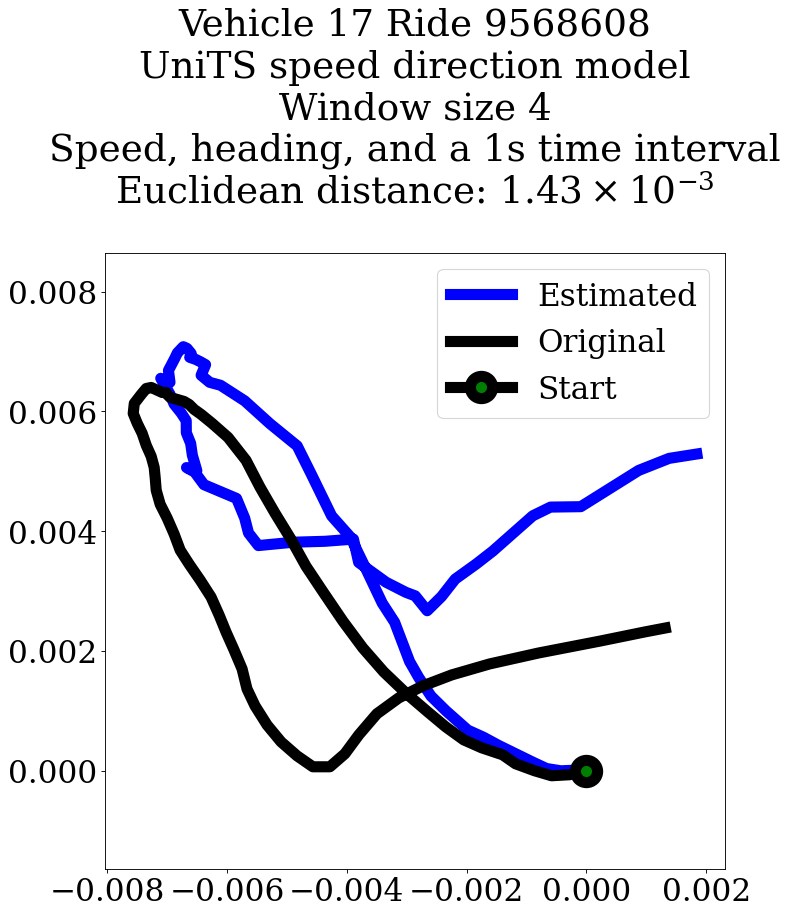 Vehicle 17 Ride 9568608
UniTS speed direction model
Window size 4
Speed, heading, and a 1s time interval
Euclidean distance: 1.43 × 10⁻³
Estimated
Original
Start
0.008
0.006
0.004
0.002
0.000
−0.008 −0.006 −0.004 −0.002 0.000 0.002